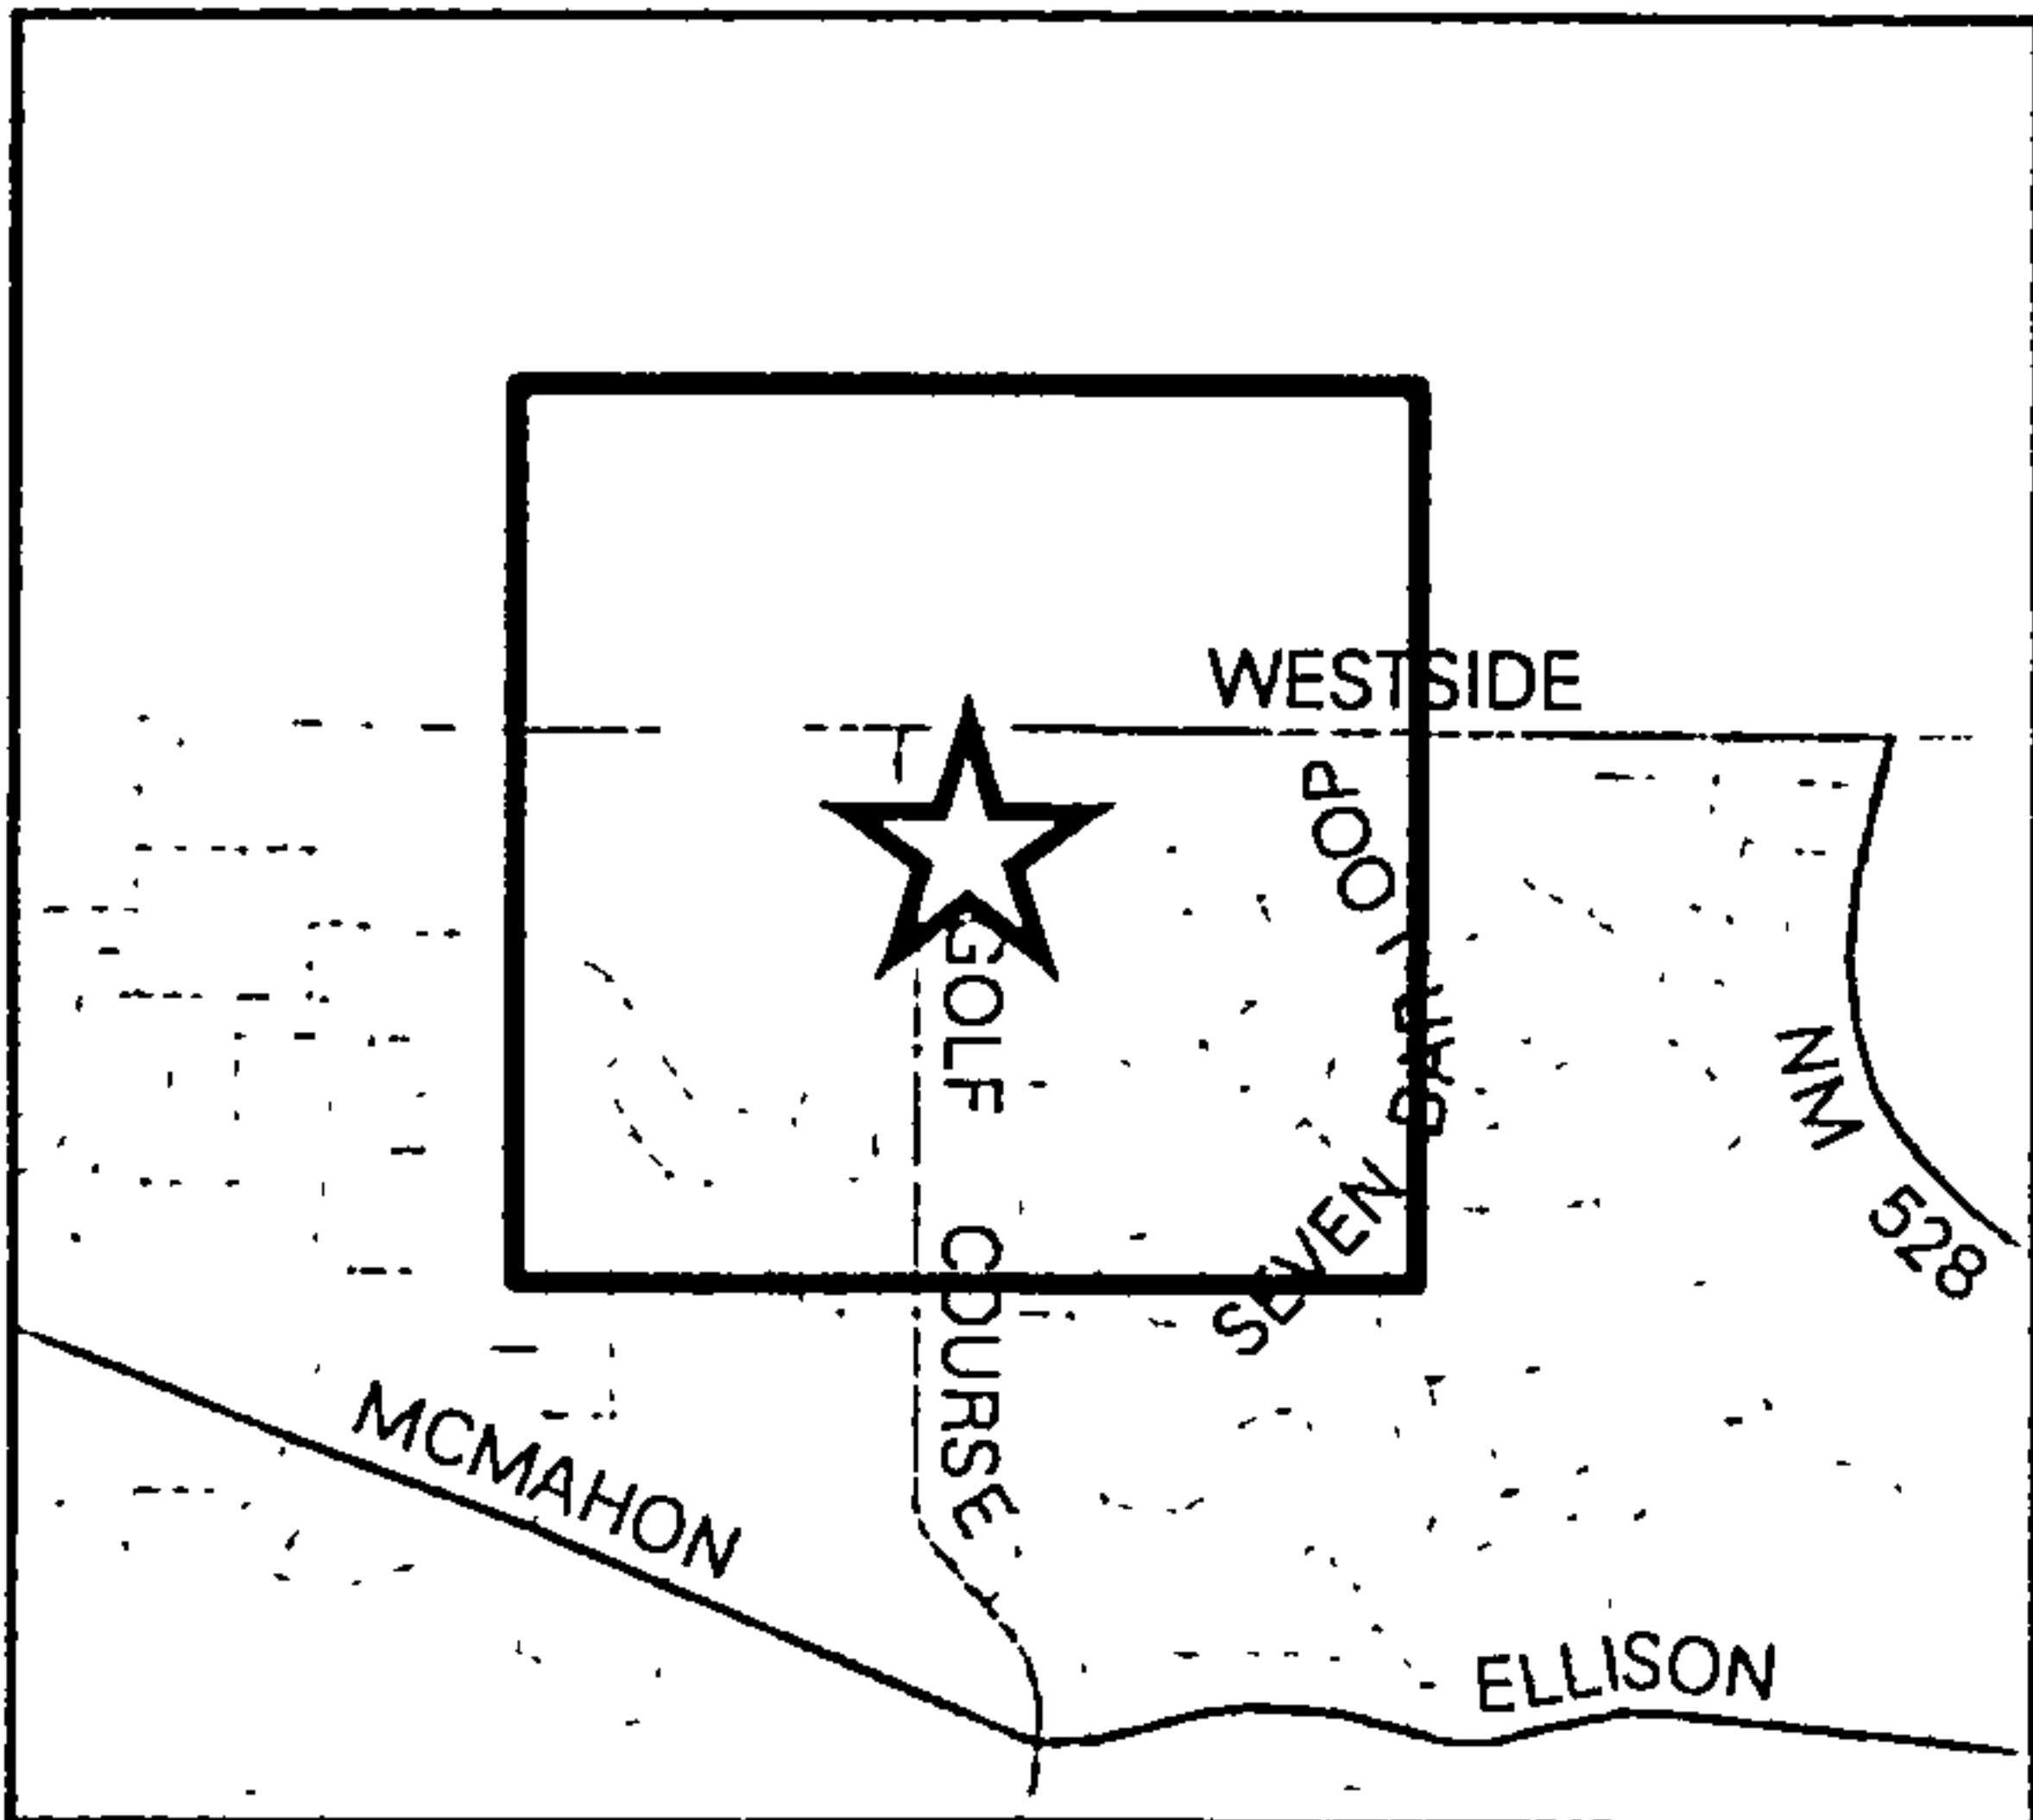 WESTSIDE
SEVEN BAR LOOP
GOLF COURSE
NM 528
MCMAHON
ELLISON